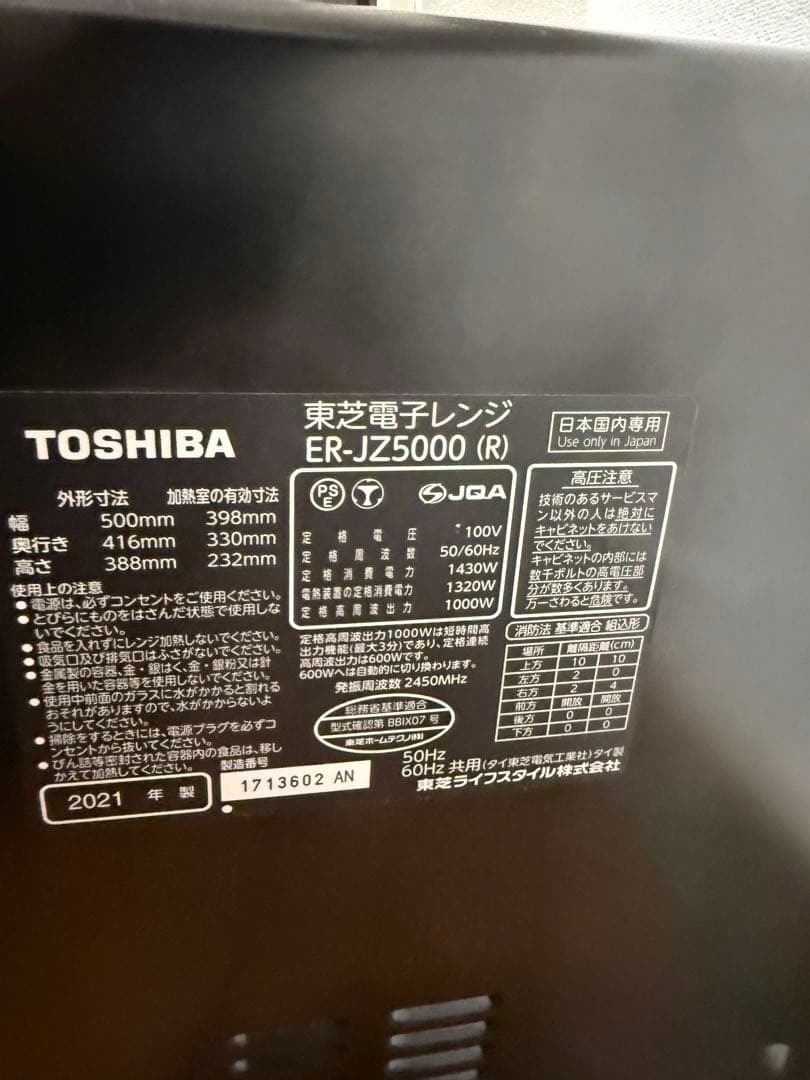 TOSHIBA
東芝電子レンジ
ER-JZ5000 (R)
日本国内専用
Use only in Japan
外形寸法 加熱室の有効寸法
幅 500mm 398mm
奥行き 416mm 330mm
高さ 388mm 232mm
使用上の注意
●電源は、必ずコンセントをご使用ください。
●とびらにものをはさんだ状態で使用しな
いでください。
●食品を入れずにレンジ加熱しないでください。
●吸気口及び排気口はふさがないでください。
●金属製の容器、金・銀はく、金・銀粉又は針
金を用いた容器等を使用しないでください。
●使用中前面のガラスに水がかかると割れる
おそれがありますので、水がかからないよ
うにしてください。
●掃除をするときには、電源プラグを必ずコ
ンセントから抜いてください。
●びん詰等密封された容器内の食品は、移し
かえて加熱してください。
2021 年 製
製造番号
1713602 AN
PS
E
JQA
定格電圧 100V
定格周波数 50/60Hz
定格消費電力 1430W
電熱装置の定格消費電力 1320W
定格高周波出力 1000W
定格高周波出力1000Wは短時間高
出力機能(最大3分)であり、定格連続
高周波出力は600Wです。
600Wへは自動的に切り換わります。
発振周波数 2450MHz
総務省基準適合
型式確認第 BBIX07 号
東芝ホームテクノ(株)
高圧注意
技術のあるサービスマ
ン以外の人は絶対に
キャビネットをあけない
でください。
キャビネットの内部には
数千ボルトの高電圧部
分が数多くあります。
万一さわると危険です。
消防法 基準適合 組込形
場所 離隔距離(cm)
上方 10 10
左方 2 0
右方 2 4
前方 開放 開放
後方 0 0
下方 0 0
50Hz
60Hz 共用 (タイ東芝電気工業社) タイ製
東芝ライフスタイル株式会社